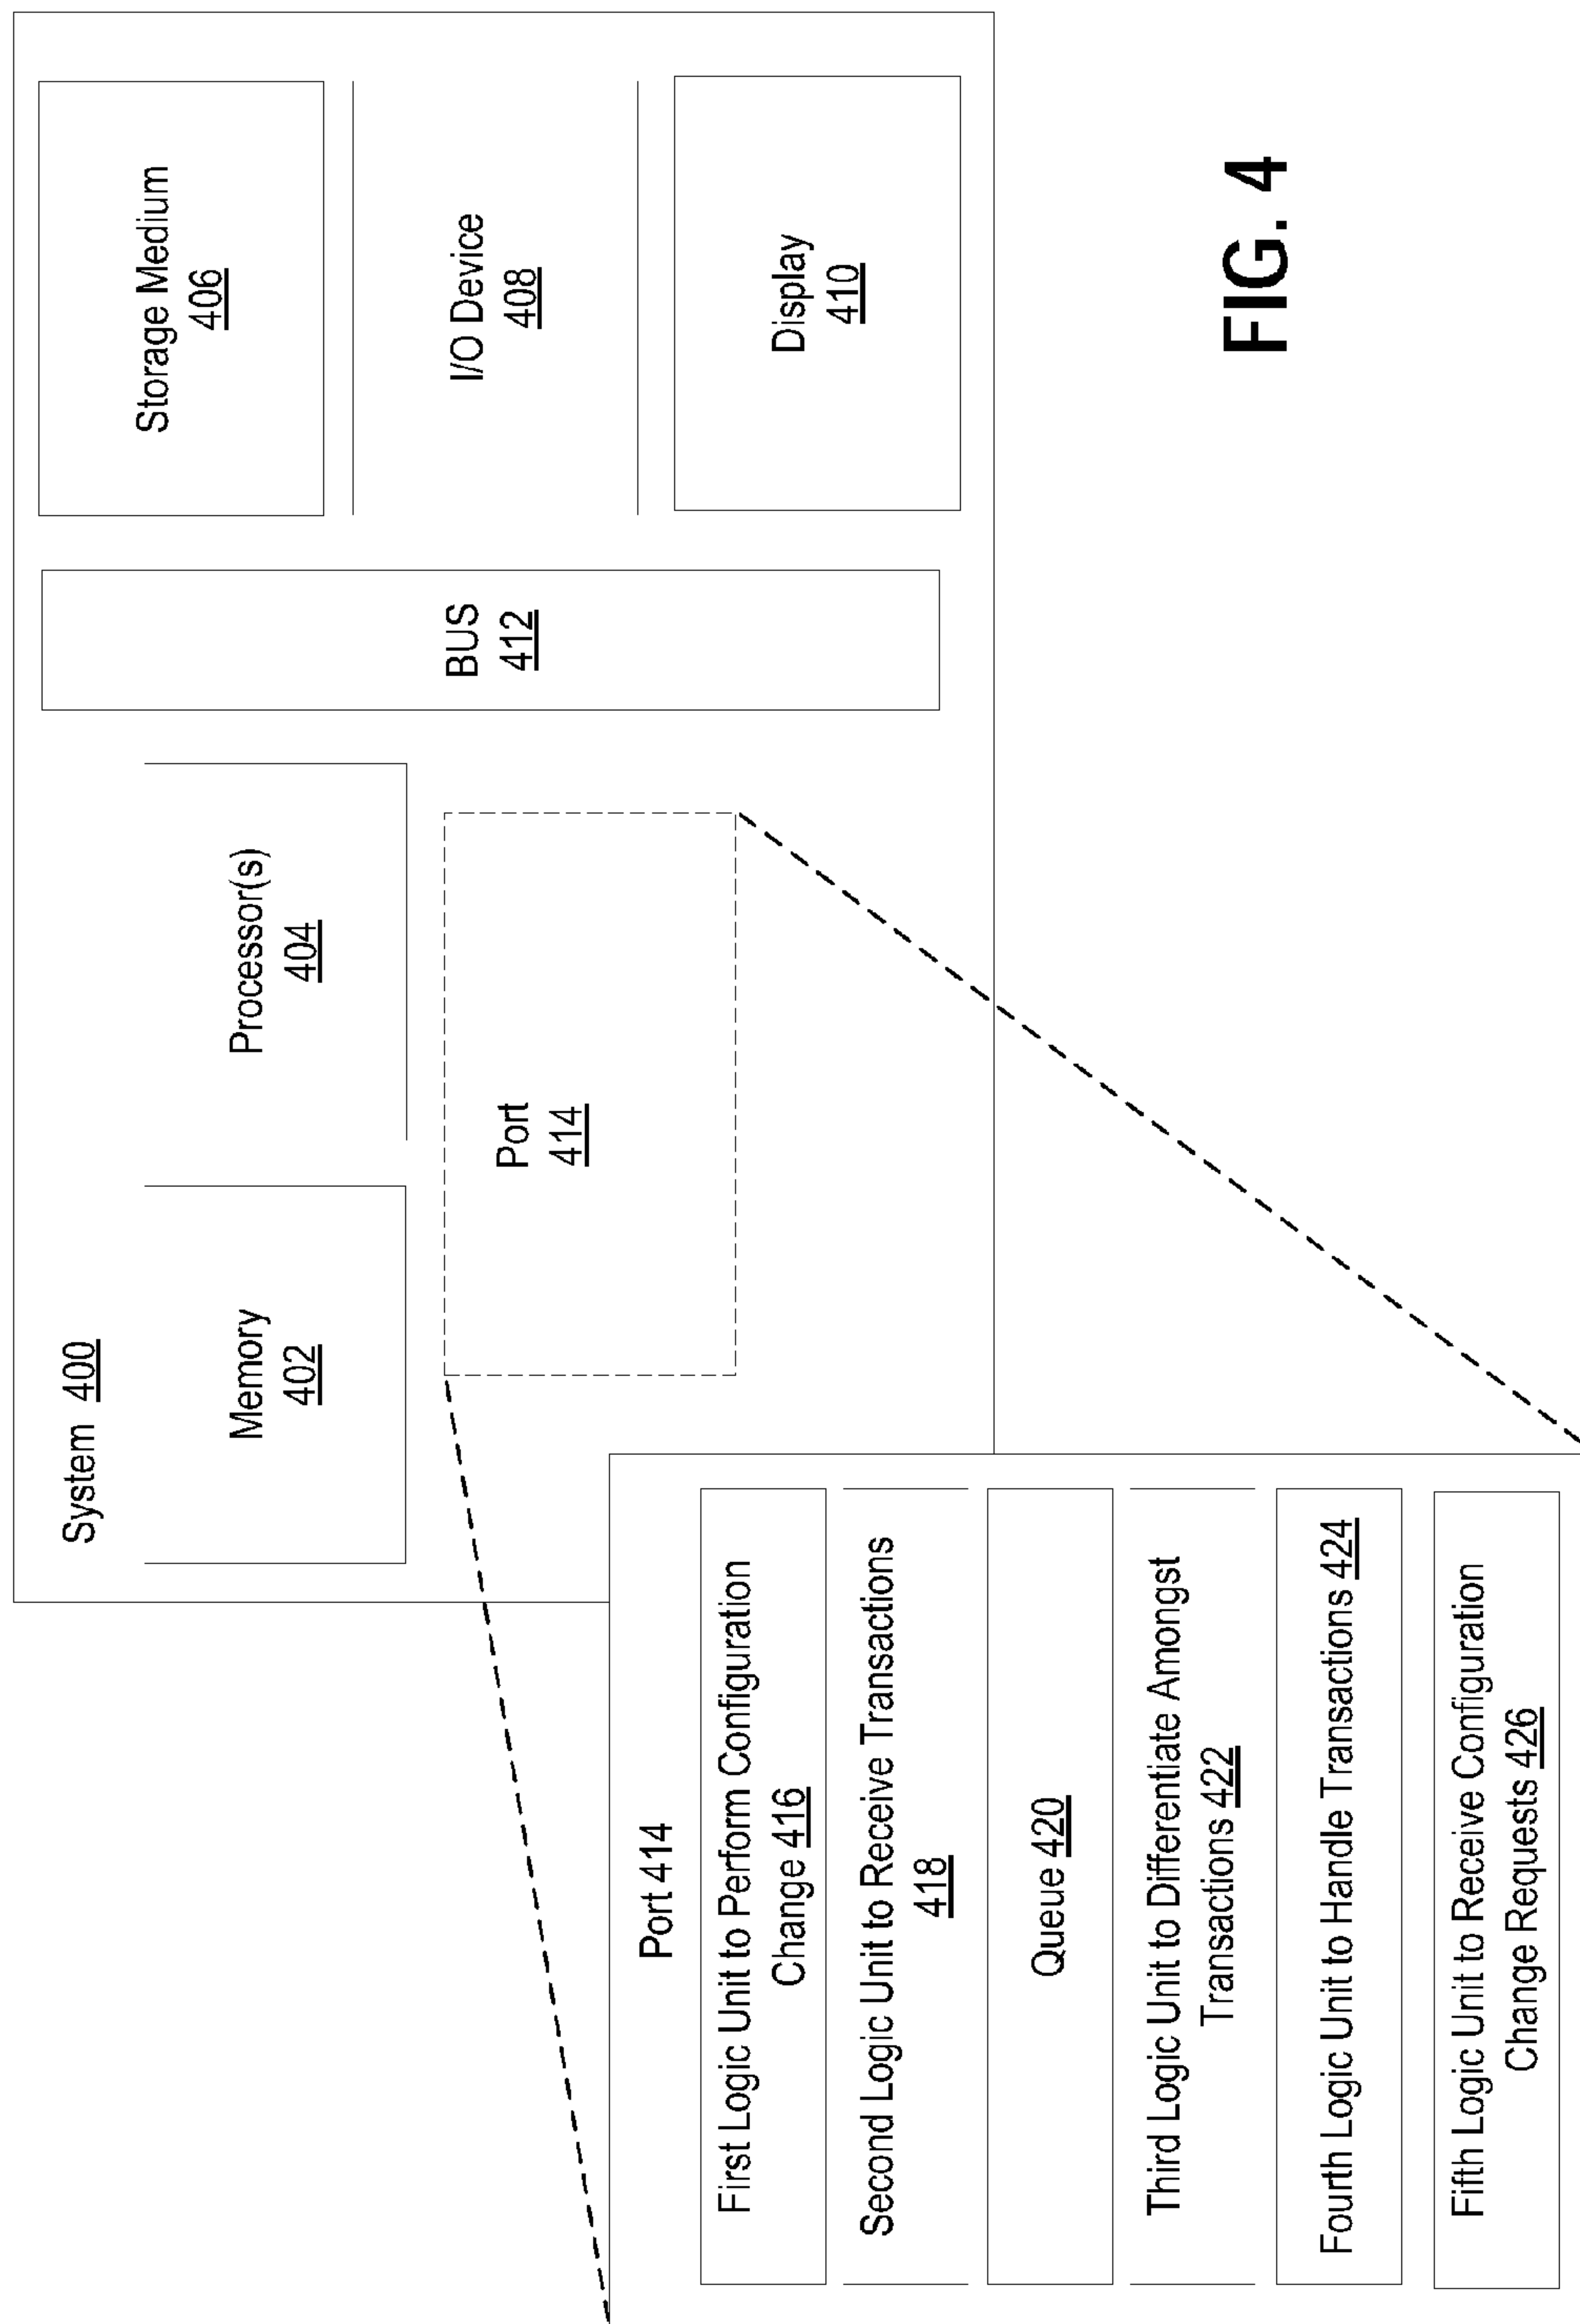 System 400
Memory
402
Processor(s)
404
Port
414
BUS
412
Storage Medium
406
I/O Device
408
Display
410
Port 414
First Logic Unit to Perform Configuration
Change 416
Second Logic Unit to Receive Transactions
418
Queue 420
Third Logic Unit to Differentiate Amongst
Transactions 422
Fourth Logic Unit to Handle Transactions 424
Fifth Logic Unit to Receive Configuration
Change Requests 426
FIG. 4